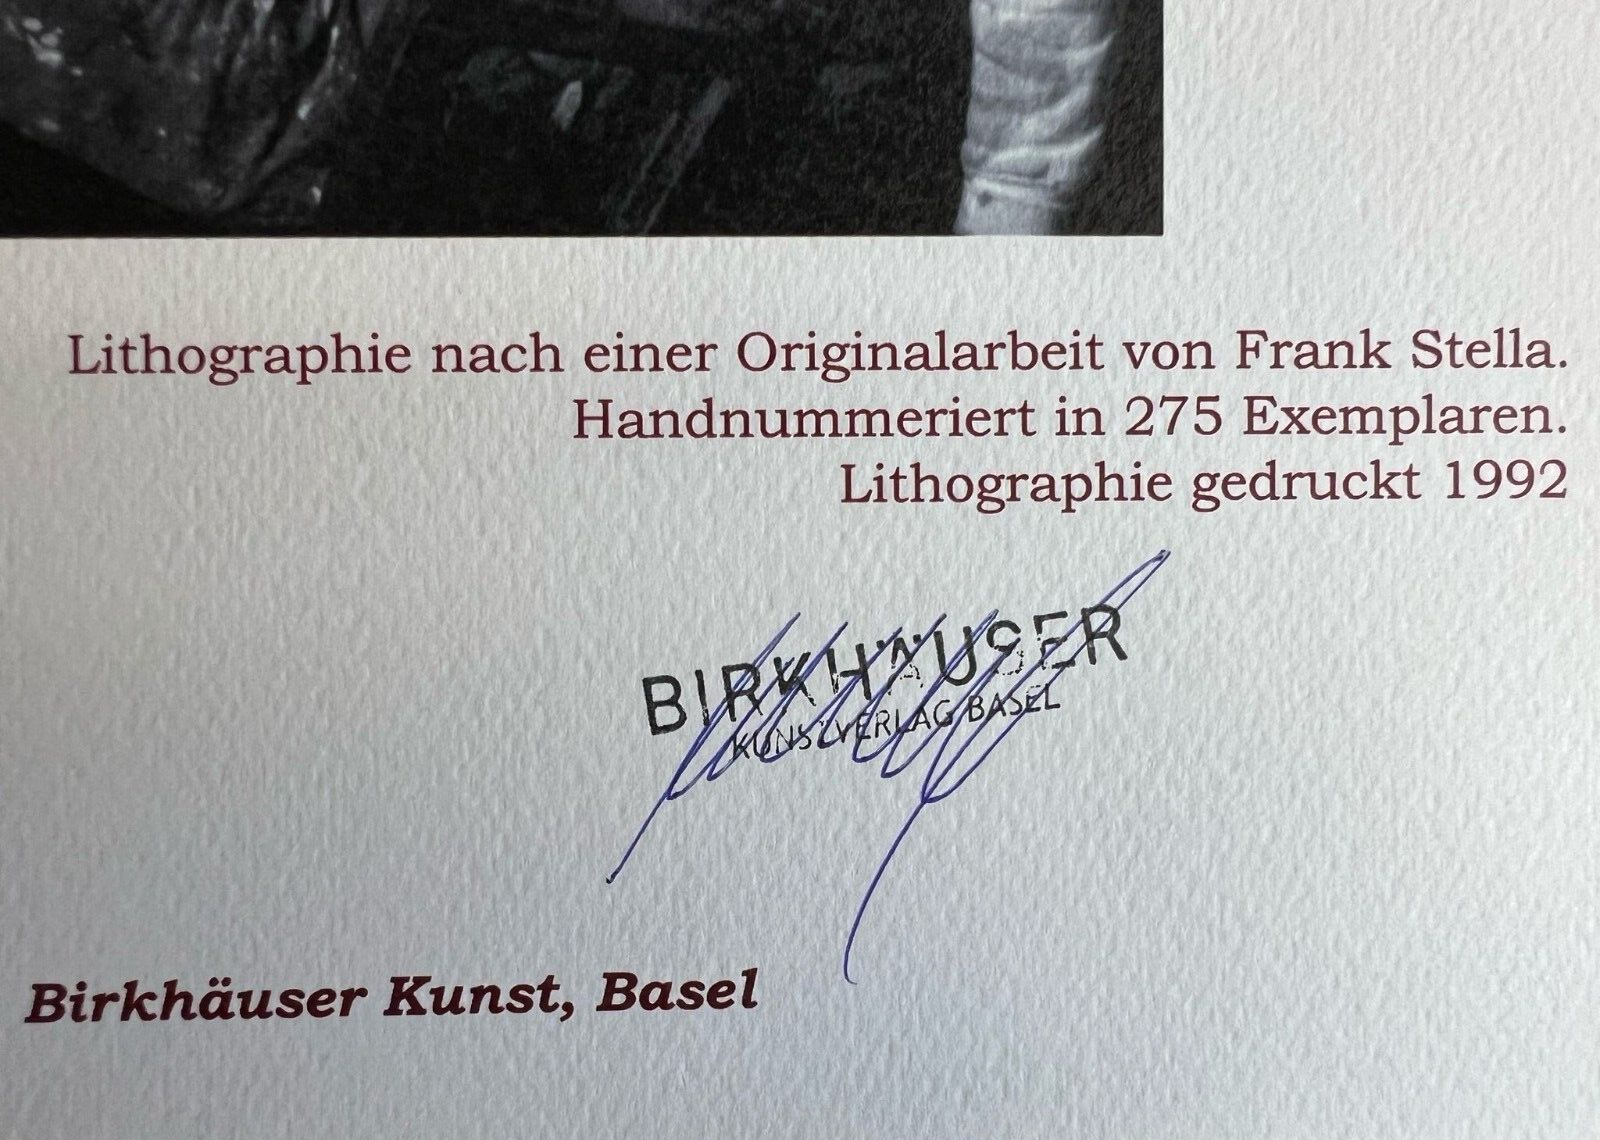 Lithographie nach einer Originalarbeit von Frank Stella.
Handnummeriert in 275 Exemplaren.
Lithographie gedruckt 1992
BIRKHÄUSER
KUNSTVERLAG BASEL
Birkhäuser Kunst, Basel